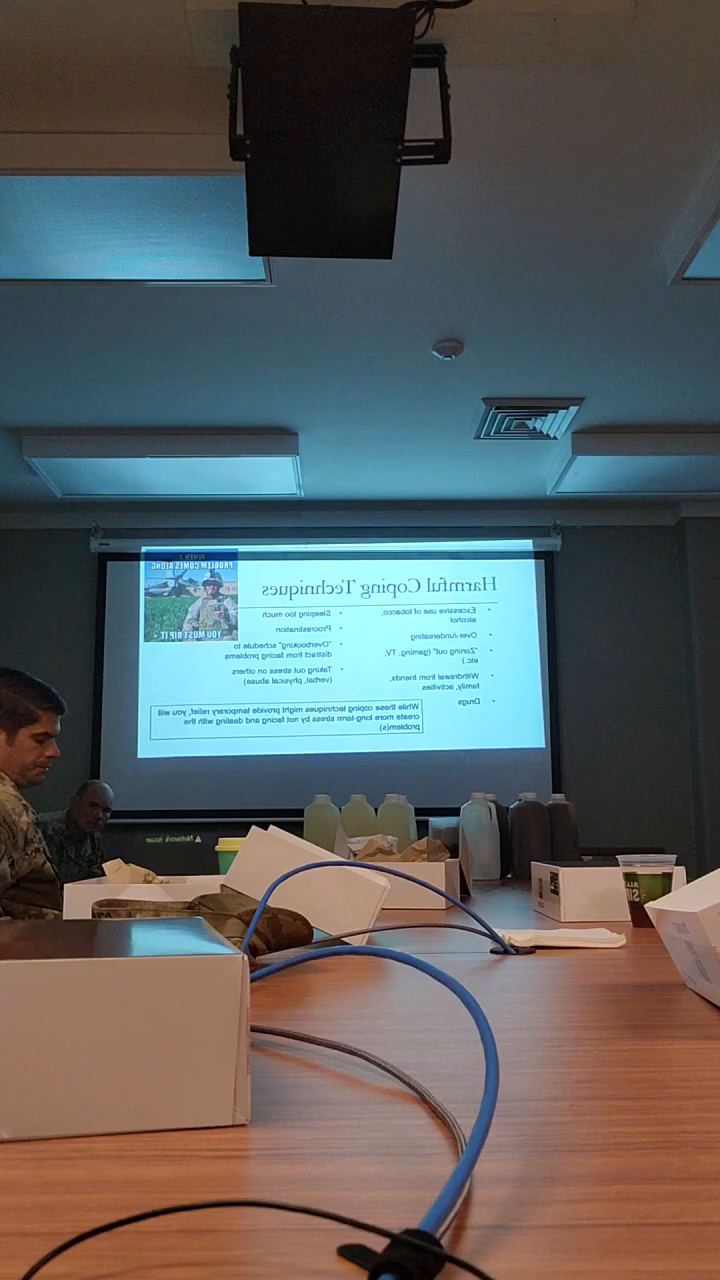 WHEN A
PROBLEM COMES ALONG
YOU MUST RIP IT
Harmful Coping Techniques
• Excessive use of tobacco,
alcohol
• Over-/undereating
• "Zoning out" (gaming, TV,
etc.)
• Withdrawal from friends,
family, activities
• Drugs
• Sleeping too much
• Procrastination
• "Overbooking" schedule to
distract from facing problems
• Taking out stress on others
(verbal, physical abuse)
While these coping techniques might provide temporary relief, you will
create more long-term stress by not facing and dealing with the
problem(s).
Network issue